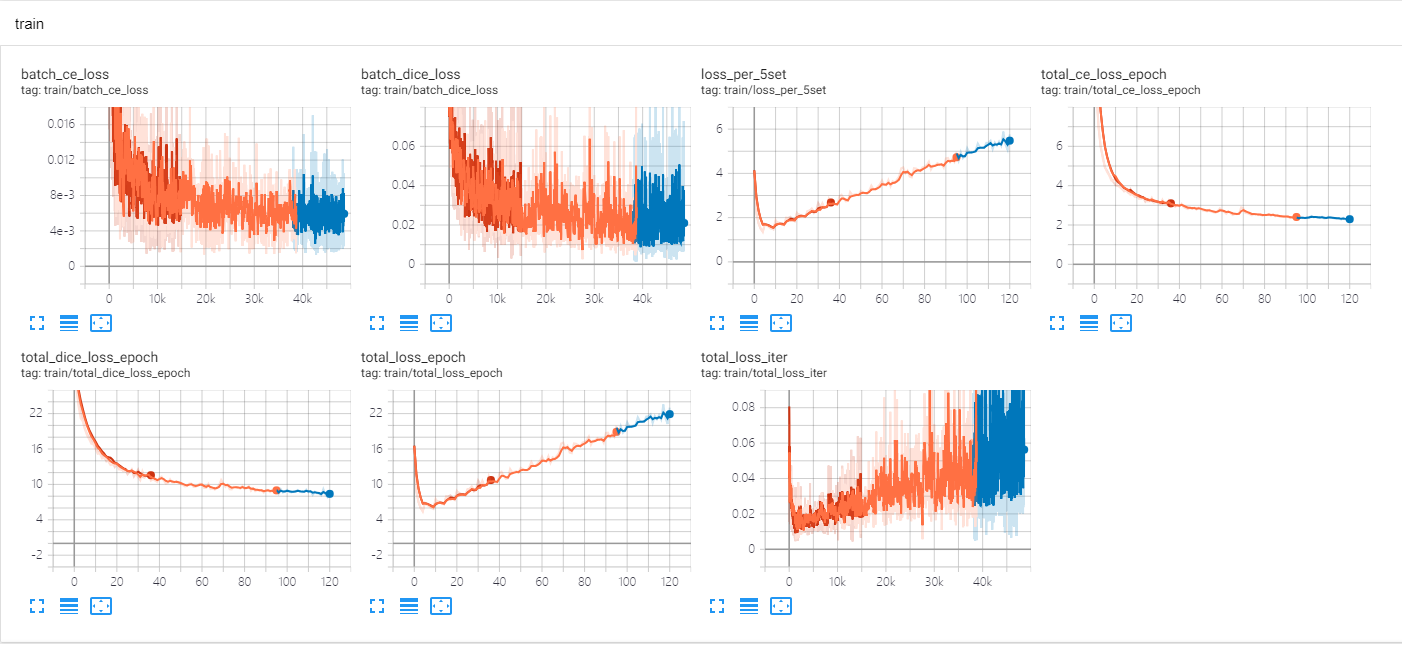 train
batch_ce_loss
tag: train/batch_ce_loss
0.016
0.012
8e-3
4e-3
0
0 10k 20k 30k 40k
batch_dice_loss
tag: train/batch_dice_loss
0.06
0.04
0.02
0
0 10k 20k 30k 40k
loss_per_5set
tag: train/loss_per_5set
6
4
2
0
0 20 40 60 80 100 120
total_ce_loss_epoch
tag: train/total_ce_loss_epoch
6
4
2
0
0 20 40 60 80 100 120
total_dice_loss_epoch
tag: train/total_dice_loss_epoch
22
16
10
4
-2
0 20 40 60 80 100 120
total_loss_epoch
tag: train/total_loss_epoch
22
16
10
4
-2
0 20 40 60 80 100 120
total_loss_iter
tag: train/total_loss_iter
0.08
0.06
0.04
0.02
0
0 10k 20k 30k 40k